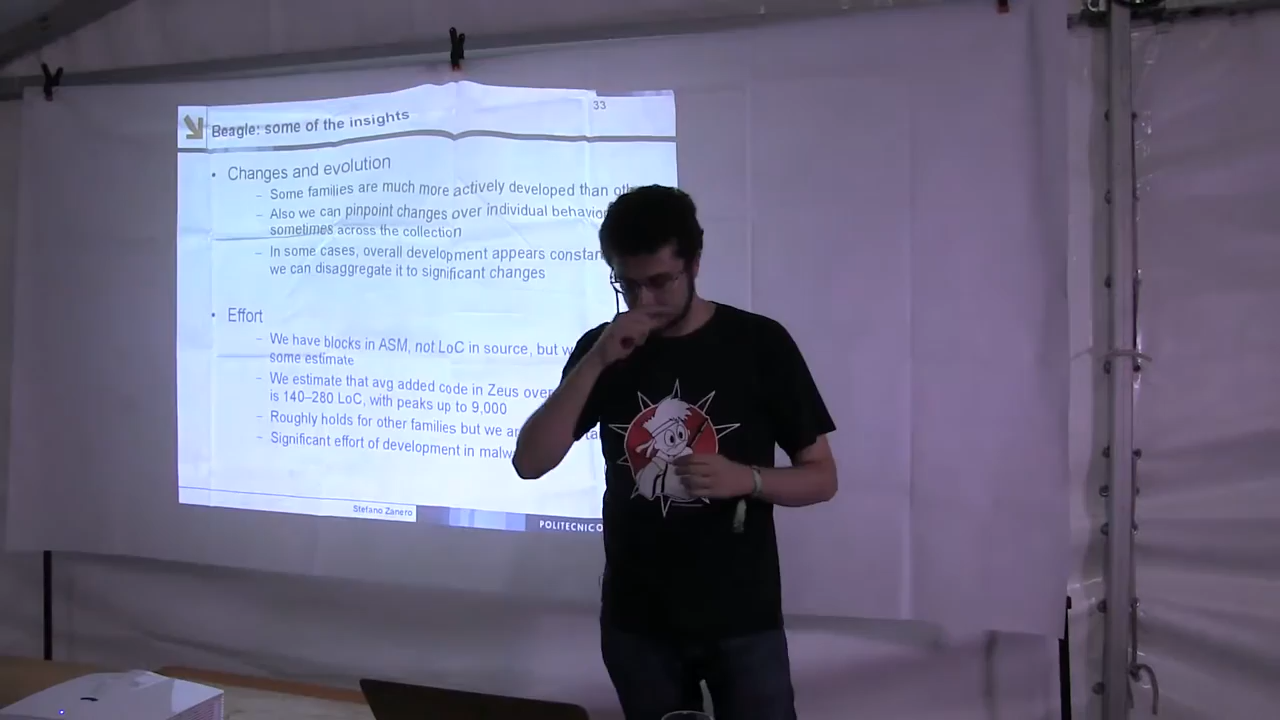 33
Beagle: some of the insights
• Changes and evolution
– Some families are much more actively developed than
– Also we can pinpoint changes over individual
sometimes across the collection
– In some cases, overall development appears
we can disaggregate it to significant changes
• Effort
– We have blocks in ASM, not LoC in source, but
some estimate
– We estimate that avg added code in Zeus over
is 140–280 LoC, with peaks up to 9,000
– Roughly holds for other families but we
– Significant effort of development in
Stefano Zanero
POLITECNICO